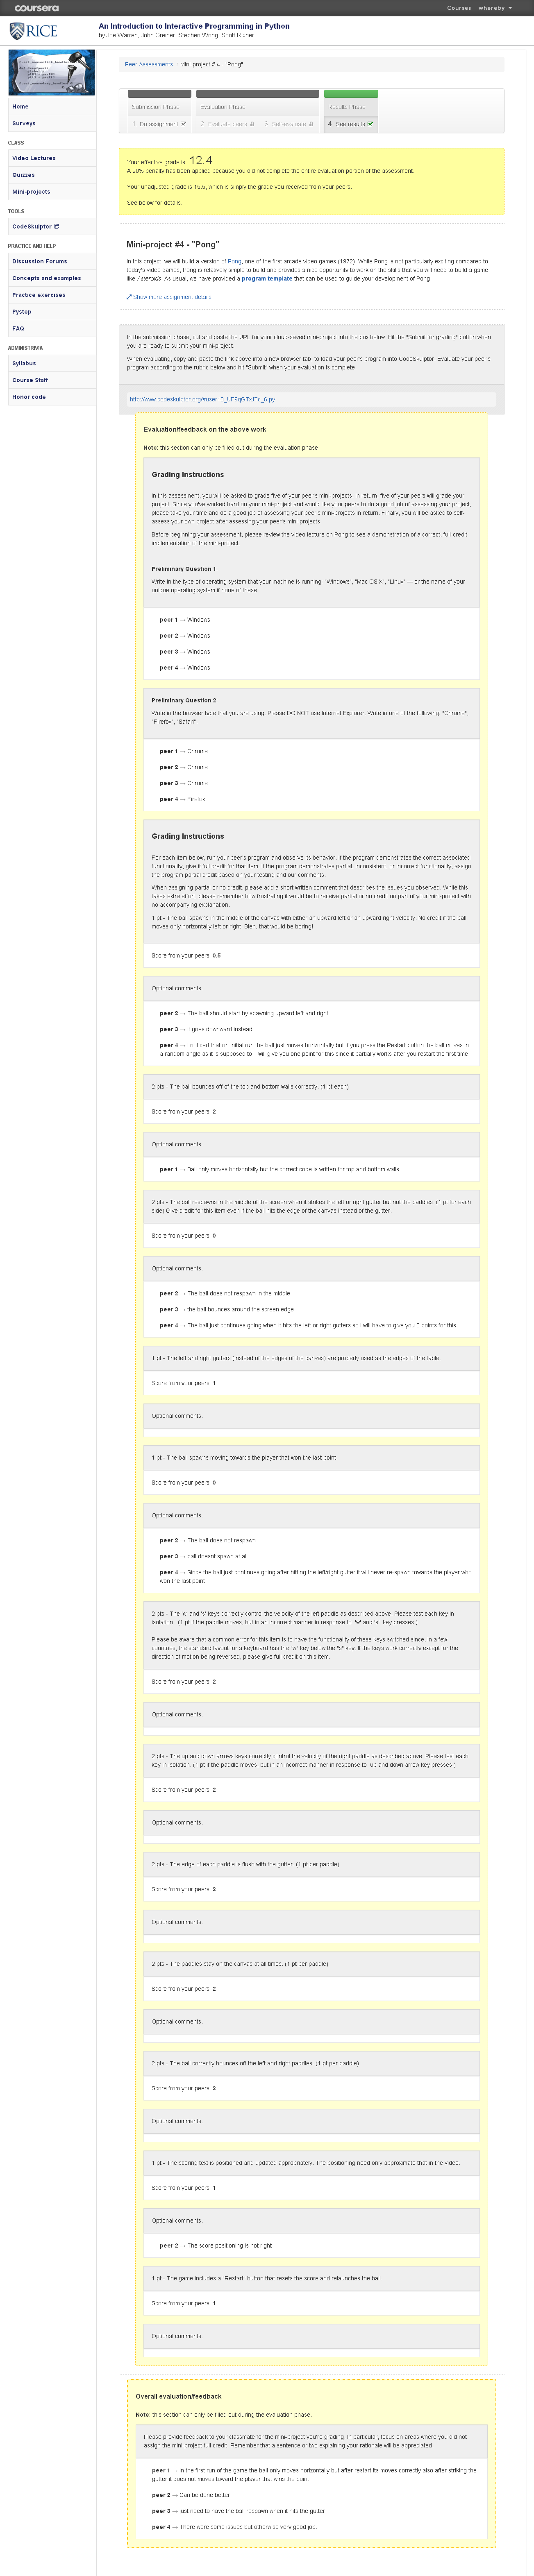 coursera
Courses whereby
RICE
An Introduction to Interactive Programming in Python
by Joe Warren, John Greiner, Stephen Wong, Scott Rixner
Home
Surveys
CLASS
Video Lectures
Quizzes
Mini-projects
TOOLS
CodeSkulptor
PRACTICE AND HELP
Discussion Forums
Concepts and examples
Practice exercises
Pystep
FAQ
ADMINISTRIVIA
Syllabus
Course Staff
Honor code
Peer Assessments Mini-project # 4 - "Pong"
Submission Phase
1. Do assignment
Evaluation Phase
2. Evaluate peers 3. Self-evaluate
Results Phase
4. See results
Your effective grade is 12.4
A 20% penalty has been applied because you did not complete the entire evaluation portion of the assessment.
Your unadjusted grade is 15.5, which is simply the grade you received from your peers.
See below for details.
Mini-project #4 - "Pong"
In this project, we will build a version of Pong, one of the first arcade video games (1972). While Pong is not particularly exciting compared to
today's video games, Pong is relatively simple to build and provides a nice opportunity to work on the skills that you will need to build a game
like Asteroids. As usual, we have provided a program template that can be used to guide your development of Pong.
Show more assignment details
In the submission phase, cut and paste the URL for your cloud-saved mini-project into the box below. Hit the "Submit for grading" button when
you are ready to submit your mini-project.
When evaluating, copy and paste the link above into a new browser tab, to load your peer's program into CodeSkulptor. Evaluate your peer's
program according to the rubric below and hit "Submit" when your evaluation is complete.
Evaluation/feedback on the above work
Note: this section can only be filled out during the evaluation phase.
Grading Instructions
In this assessment, you will be asked to grade five of your peer's mini-projects. In return, five of your peers will grade your
project. Since you've worked hard on your mini-project and would like your peers to do a good job of assessing your project,
please take your time and do a good job of assessing your peer's mini-projects in return. Finally, you will be asked to self-
assess your own project after assessing your peer's mini-projects.
Before beginning your assessment, please review the video lecture on Pong to see a demonstration of a correct, full-credit
implementation of the mini-project.
Preliminary Question 1:
Write in the type of operating system that your machine is running: "Windows", "Mac OS X", "Linux" — or the name of your
unique operating system if none of these.
peer 1 → Windows
peer 2 → Windows
peer 3 → Windows
peer 4 → Windows
Preliminary Question 2:
Write in the browser type that you are using. Please DO NOT use Internet Explorer. Write in one of the following: "Chrome",
"Firefox", "Safari".
peer 1 → Chrome
peer 2 → Chrome
peer 3 → Chrome
peer 4 → Firefox
Grading Instructions
For each item below, run your peer's program and observe its behavior. If the program demonstrates the correct associated
functionality, give it full credit for that item. If the program demonstrates partial, inconsistent, or incorrect functionality, assign
the program partial credit based on your testing and our comments.
When assigning partial or no credit, please add a short written comment that describes the issues you observed. While this
takes extra effort, please remember how frustrating it would be to receive partial or no credit on part of your mini-project with
no accompanying explanation.
1 pt - The ball spawns in the middle of the canvas with either an upward left or an upward right velocity. No credit if the ball
moves only horizontally left or right. Bleh, that would be boring!
Score from your peers: 0.5
Optional comments.
peer 2 → The ball should start by spawning upward left and right
peer 3 → it goes downward instead
peer 4 → I noticed that on initial run the ball just moves horizontally but if you press the Restart button the ball moves in
a random angle as it is supposed to. I will give you one point for this since it partially works after you restart the first time.
2 pts - The ball bounces off of the top and bottom walls correctly. (1 pt each)
Score from your peers: 2
Optional comments.
peer 1 → Ball only moves horizontally but the correct code is written for top and bottom walls
2 pts - The ball respawns in the middle of the screen when it strikes the left or right gutter but not the paddles. (1 pt for each
side) Give credit for this item even if the ball hits the edge of the canvas instead of the gutter.
Score from your peers: 0
Optional comments.
peer 2 → The ball does not respawn in the middle
peer 3 → the ball bounces around the screen edge
peer 4 → The ball just continues going when it hits the left or right gutters so I will have to give you 0 points for this.
1 pt - The left and right gutters (instead of the edges of the canvas) are properly used as the edges of the table.
Score from your peers: 1
Optional comments.
1 pt - The ball spawns moving towards the player that won the last point.
Score from your peers: 0
Optional comments.
peer 2 → The ball does not respawn
peer 3 → ball doesnt spawn at all
peer 4 → Since the ball just continues going after hitting the left/right gutter it will never re-spawn towards the player who
won the last point.
2 pts - The 'w' and 's' keys correctly control the velocity of the left paddle as described above. Please test each key in
isolation. (1 pt if the paddle moves, but in an incorrect manner in response to 'w' and 's' key presses.)
Please be aware that a common error for this item is to have the functionality of these keys switched since, in a few
countries, the standard layout for a keyboard has the "w" key below the "s" key. If the keys work correctly except for the
direction of motion being reversed, please give full credit on this item.
Score from your peers: 2
Optional comments.
2 pts - The up and down arrows keys correctly control the velocity of the right paddle as described above. Please test each
key in isolation. (1 pt if the paddle moves, but in an incorrect manner in response to up and down arrow key presses.)
Score from your peers: 2
Optional comments.
2 pts - The edge of each paddle is flush with the gutter. (1 pt per paddle)
Score from your peers: 2
Optional comments.
2 pts - The paddles stay on the canvas at all times. (1 pt per paddle)
Score from your peers: 2
Optional comments.
2 pts - The ball correctly bounces off the left and right paddles. (1 pt per paddle)
Score from your peers: 2
Optional comments.
1 pt - The scoring text is positioned and updated appropriately. The positioning need only approximate that in the video.
Score from your peers: 1
Optional comments.
peer 2 → The score positioning is not right
1 pt - The game includes a "Restart" button that resets the score and relaunches the ball.
Score from your peers: 1
Optional comments.
Overall evaluation/feedback
Note: this section can only be filled out during the evaluation phase.
Please provide feedback to your classmate for the mini-project you're grading. In particular, focus on areas where you did not
assign the mini-project full credit. Remember that a sentence or two explaining your rationale will be appreciated.
peer 1 → In the first run of the game the ball only moves horizontally but after restart its moves correctly also after striking the
gutter it does not moves toward the player that wins the point
peer 2 → Can be done better
peer 3 → just need to have the ball respawn when it hits the gutter
peer 4 → There were some issues but otherwise very good job.